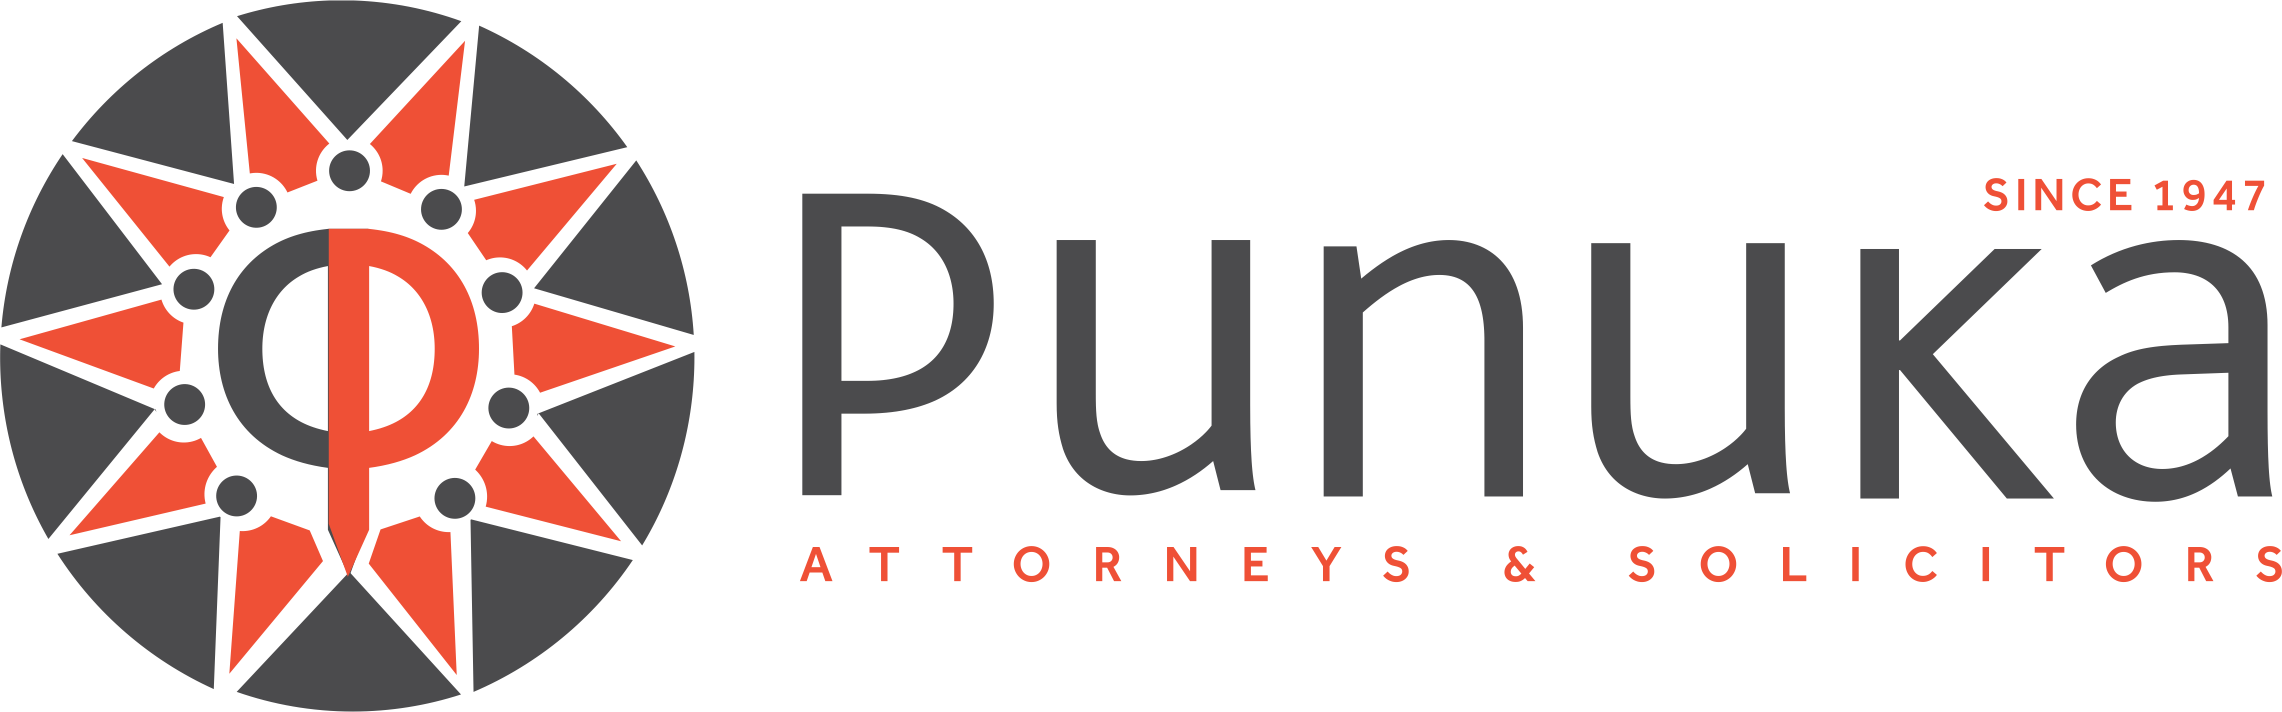 SINCE 1947
Punuka
ATTORNEYS & SOLICITORS